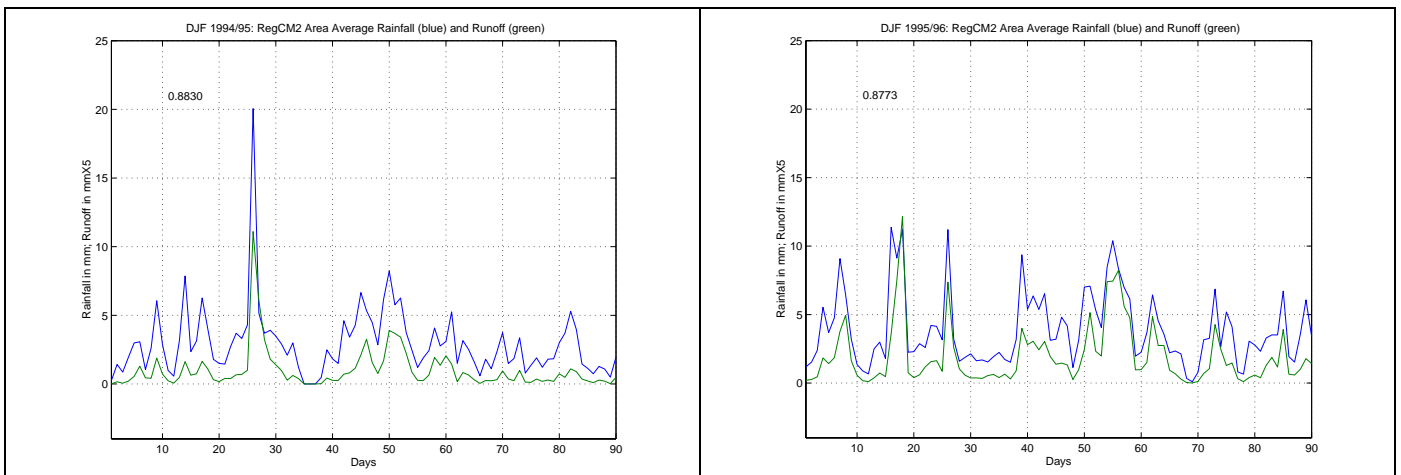 DJF 1994/95: RegCM2 Area Average Rainfall (blue) and Runoff (green)
25
20
15
10
5
0
0.8830
Rainfall in mm; Runoff in mmX5
10 20 30 40 50 60 70 80 90
Days
DJF 1995/96: RegCM2 Area Average Rainfall (blue) and Runoff (green)
25
20
15
10
5
0
0.8773
Rainfall in mm; Runoff in mmX5
10 20 30 40 50 60 70 80 90
Days